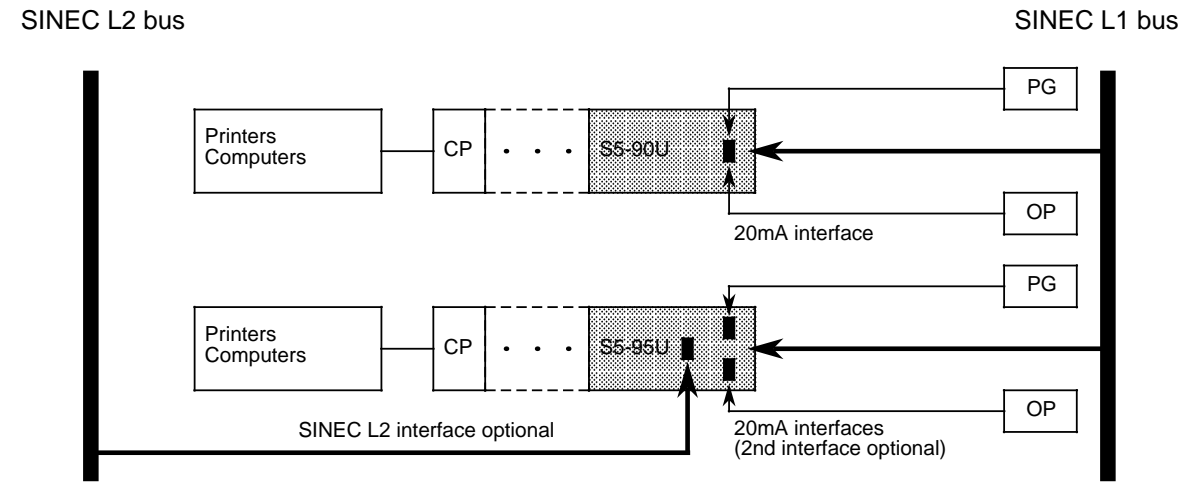 SINEC L2 bus
SINEC L1 bus
PG
Printers
Computers
CP
. . .
S5-90U
OP
20mA interface
PG
Printers
Computers
CP
. . .
S5-95U
OP
SINEC L2 interface optional
20mA interfaces
(2nd interface optional)